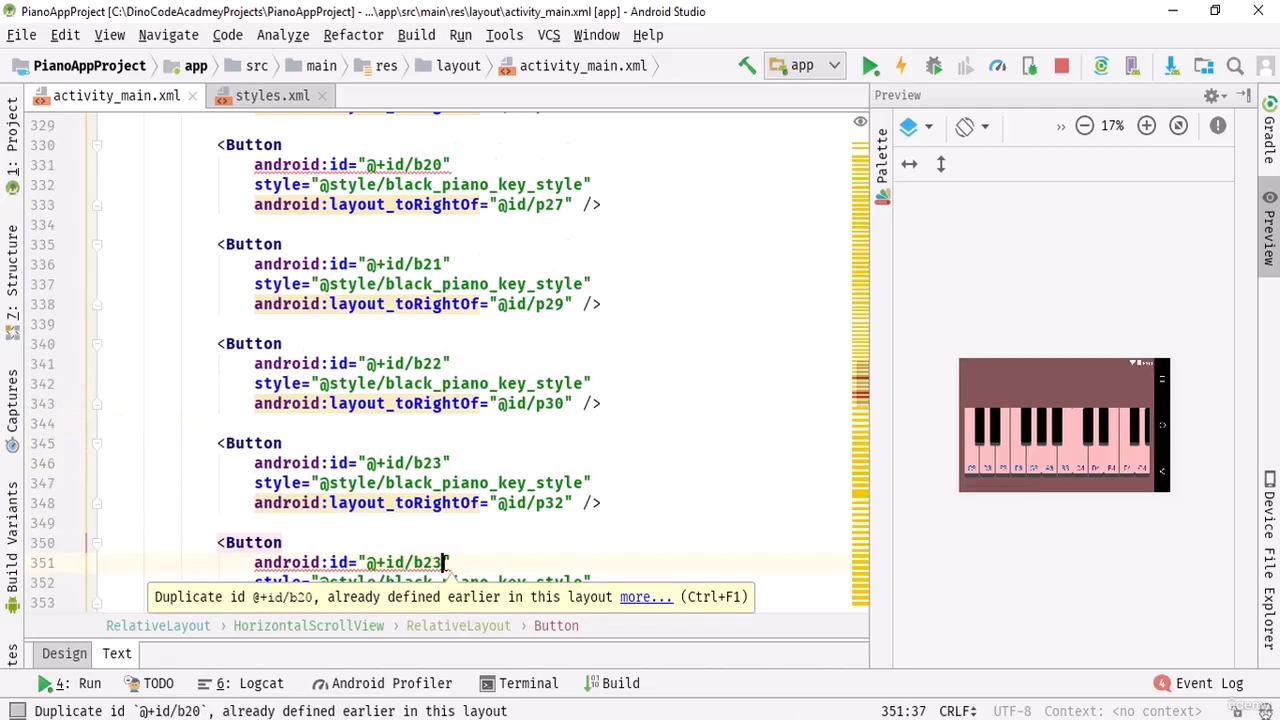 PianoAppProject [C:\DinoCodeAcadmeyProjects\PianoAppProject] - ...\app\src\main\res\layout\activity_main.xml [app] - Android Studio
File Edit View Navigate Code Analyze Refactor Build Run Tools VCS Window Help
PianoAppProject app src main res layout activity_main.xml app
activity_main.xml styles.xml Preview
329
330 <Button
331 android:id="@+id/b20"
332 style="@style/black_piano_key_style"
333 android:layout_toRightOf="@id/p27" />
334
335 <Button
336 android:id="@+id/b21"
337 style="@style/black_piano_key_style"
338 android:layout_toRightOf="@id/p29" />
339
340 <Button
341 android:id="@+id/b22"
342 style="@style/black_piano_key_style"
343 android:layout_toRightOf="@id/p30" />
344
345 <Button
346 android:id="@+id/b23"
347 style="@style/black_piano_key_style"
348 android:layout_toRightOf="@id/p32" />
349
350 <Button
351 android:id="@+id/b23"
352 style="@style/black_piano_key_style"
353
Duplicate id @+id/b20, already defined earlier in this layout more... (Ctrl+F1)
RelativeLayout › HorizontalScrollView › RelativeLayout › Button
Design Text
4: Run TODO 6: Logcat Android Profiler Terminal Build 4 Event Log
Duplicate id `@+id/b20`, already defined earlier in this layout 351:37 CRLF UTF-8 Context: <no context>
1: Project
Z: Structure
Captures
Build Variants
Palette
17%
Gradle
Preview
Device File Explorer